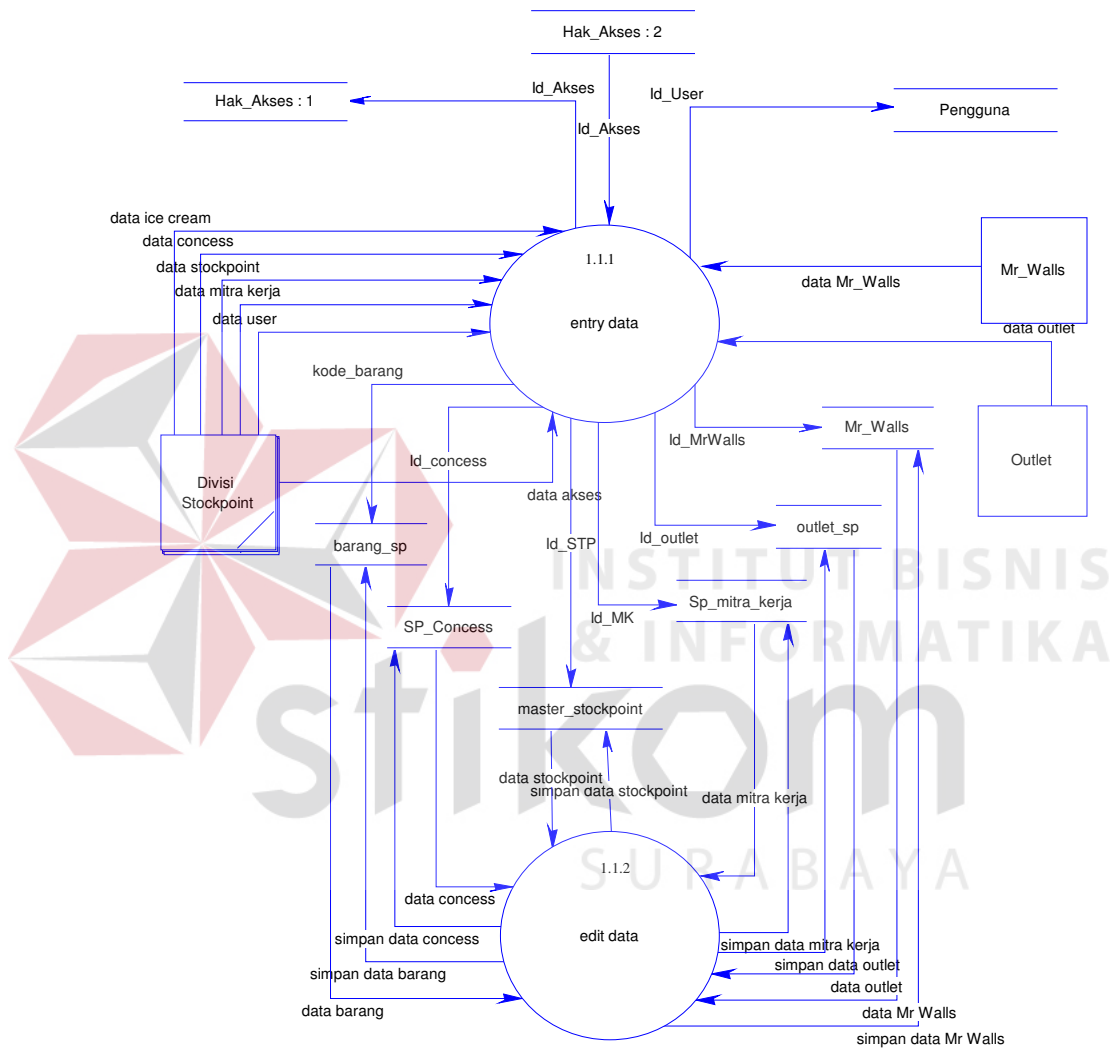 Hak_Akses : 2
Hak_Akses : 1
Id_Akses
Id_User
Pengguna
Id_Akses
data ice cream
data concess
data stockpoint
data mitra kerja
data user
1.1.1
entry data
Mr_Walls
data Mr_Walls
data outlet
kode_barang
Id_concess
Id_MrWalls
Mr_Walls
Outlet
Divisi
Stockpoint
data akses
barang_sp
Id_STP
Id_outlet
outlet_sp
INSTITUT BISNIS
& INFORMATIKA
SP_Concess
Id_MK
Sp_mitra_kerja
stikom
master_stockpoint
data stockpoint
simpan data stockpoint
data mitra kerja
SURABAYA
1.1.2
edit data
data concess
simpan data concess
simpan data barang
data barang
simpan data mitra kerja
simpan data outlet
data outlet
data Mr Walls
simpan data Mr Walls